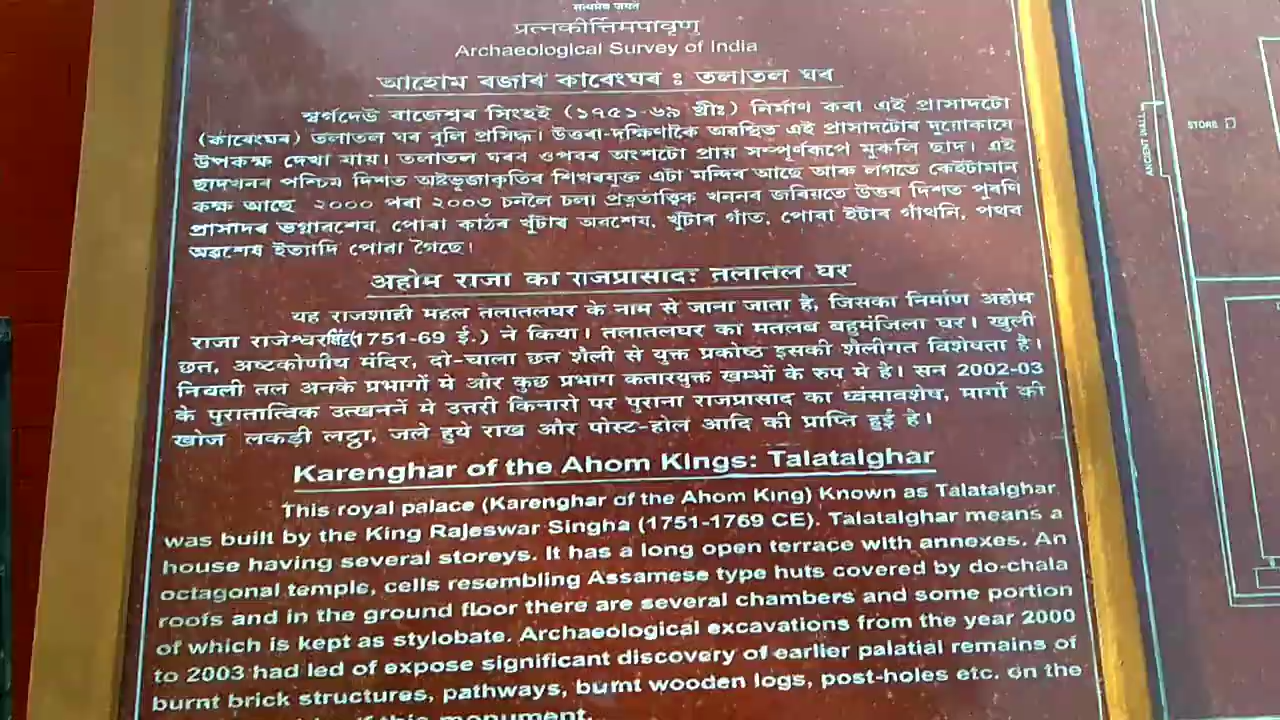 सत्यमेव जयते
प्रत्नकीर्त्तिमपावृणु
Archaeological Survey of India
আহোম ৰজাৰ কাৰেংঘৰ : তলাতল ঘৰ
স্বৰ্গদেউ ৰাজেশ্বৰ সিংহই (১৭৫১-৬৯ খ্ৰীঃ) নিৰ্মাণ কৰা এই প্ৰাসাদটো
(কাৰেংঘৰ) তলাতল ঘৰ বুলি প্ৰসিদ্ধ। উত্তৰা-দক্ষিণাকৈ অৱস্থিত এই প্ৰাসাদটোৰ দুয়োকাষে
উপকক্ষ দেখা যায়। তলাতল ঘৰৰ ওপৰৰ অংশটো প্ৰায় সম্পূৰ্ণৰূপে মুকলি ছাদ। এই
ছাদখনৰ পশ্চিম দিশত অষ্টভূজাকৃতিৰ শিখৰযুক্ত এটা মন্দিৰ আছে আৰু লগতে কেইটামান
কক্ষ আছে ২০০০ পৰা ২০০৩ চনলৈ চলা প্ৰত্নতাত্ত্বিক খননৰ জৰিয়তে উত্তৰ দিশত পুৰণি
প্ৰাসাদৰ ভগ্নাৱশেষ, পোৰা কাঠৰ খুঁটাৰ অৱশেষ, খুঁটাৰ গাঁত, পোৰা ইটাৰ গাঁথনি, পথৰ
অৱশেষ ইত্যাদি পোৱা গৈছে।
अहोम राजा का राजप्रासादः तलातल घर
यह राजशाही महल तलातलघर के नाम से जाना जाता है, जिसका निर्माण अहोम
राजा राजेश्वर सिंह (1751-69 ई.) ने किया। तलातलघर का मतलब बहुमंजिला घर। खुली
छत, अष्टकोणीय मंदिर, दो-चाला छत शैली से युक्त प्रकोष्ठ इसकी शैलीगत विशेषता है।
निचली तल अनके प्रभागों मे और कुछ प्रभाग कतारयुक्त खम्भों के रुप मे है। सन 2002-03
के पुरातात्विक उत्खननें मे उत्तरी किनारो पर पुराना राजप्रासाद का ध्वंसावशेष, मार्गो की
खोज लकड़ी लट्ठा, जले हुये राख और पोस्ट-होल आदि की प्राप्ति हुई है।
Karenghar of the Ahom Kings: Talatalghar
This royal palace (Karenghar of the Ahom King) Known as Talatalghar
was built by the King Rajeswar Singha (1751-1769 CE). Talatalghar means a
house having several storeys. It has a long open terrace with annexes. An
octagonal temple, cells resembling Assamese type huts covered by do-chala
roofs and in the ground floor there are several chambers and some portion
of which is kept as stylobate. Archaeological excavations from the year 2000
to 2003 had led of expose significant discovery of earlier palatial remains of
burnt brick structures, pathways, burnt wooden logs, post-holes etc. on the
this monument.
ANCIENT WALL
STORE